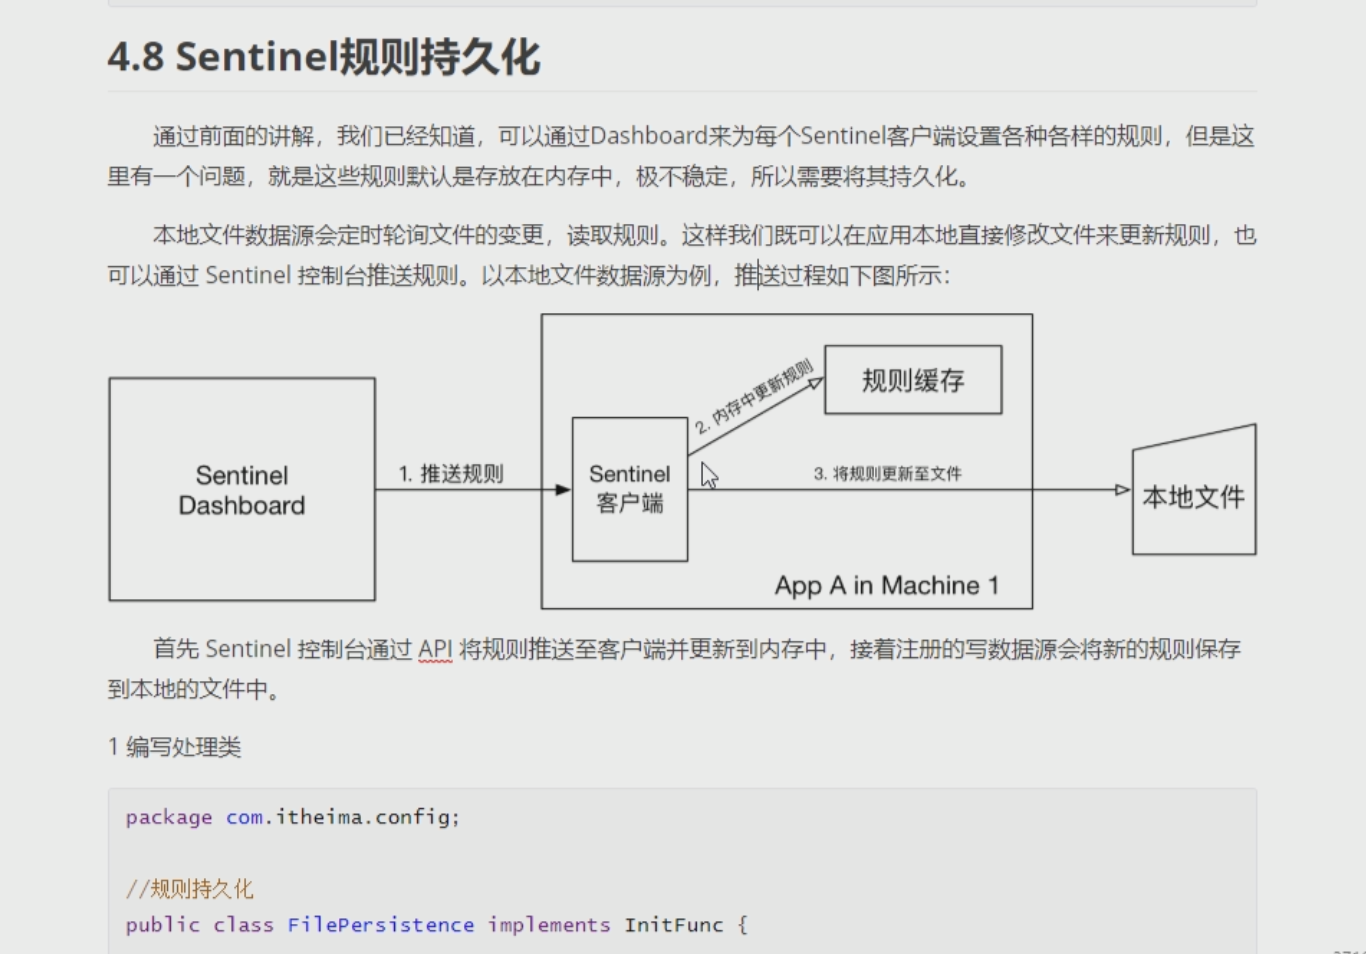 4.8 Sentinel规则持久化
通过前面的讲解，我们已经知道，可以通过Dashboard来为每个Sentinel客户端设置各种各样的规则，但是这
里有一个问题，就是这些规则默认是存放在内存中，极不稳定，所以需要将其持久化。
本地文件数据源会定时轮询文件的变更，读取规则。这样我们既可以在应用本地直接修改文件来更新规则，也
可以通过 Sentinel 控制台推送规则。以本地文件数据源为例，推送过程如下图所示：
Sentinel
Dashboard
1. 推送规则
Sentinel
客户端
2. 内存中更新规则
规则缓存
3. 将规则更新至文件
本地文件
App A in Machine 1
首先 Sentinel 控制台通过 API 将规则推送至客户端并更新到内存中，接着注册的写数据源会将新的规则保存
到本地的文件中。
1 编写处理类
package com.itheima.config;
//规则持久化
public class FilePersistence implements InitFunc {